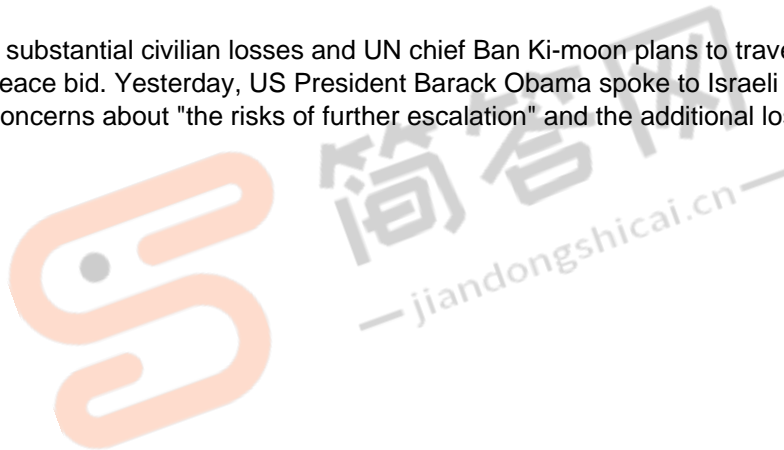 substantial civilian losses and UN chief Ban Ki-moon plans to trave
eace bid. Yesterday, US President Barack Obama spoke to Israeli
oncerns about "the risks of further escalation" and the additional lo
简答网
jiandongshicai.cn